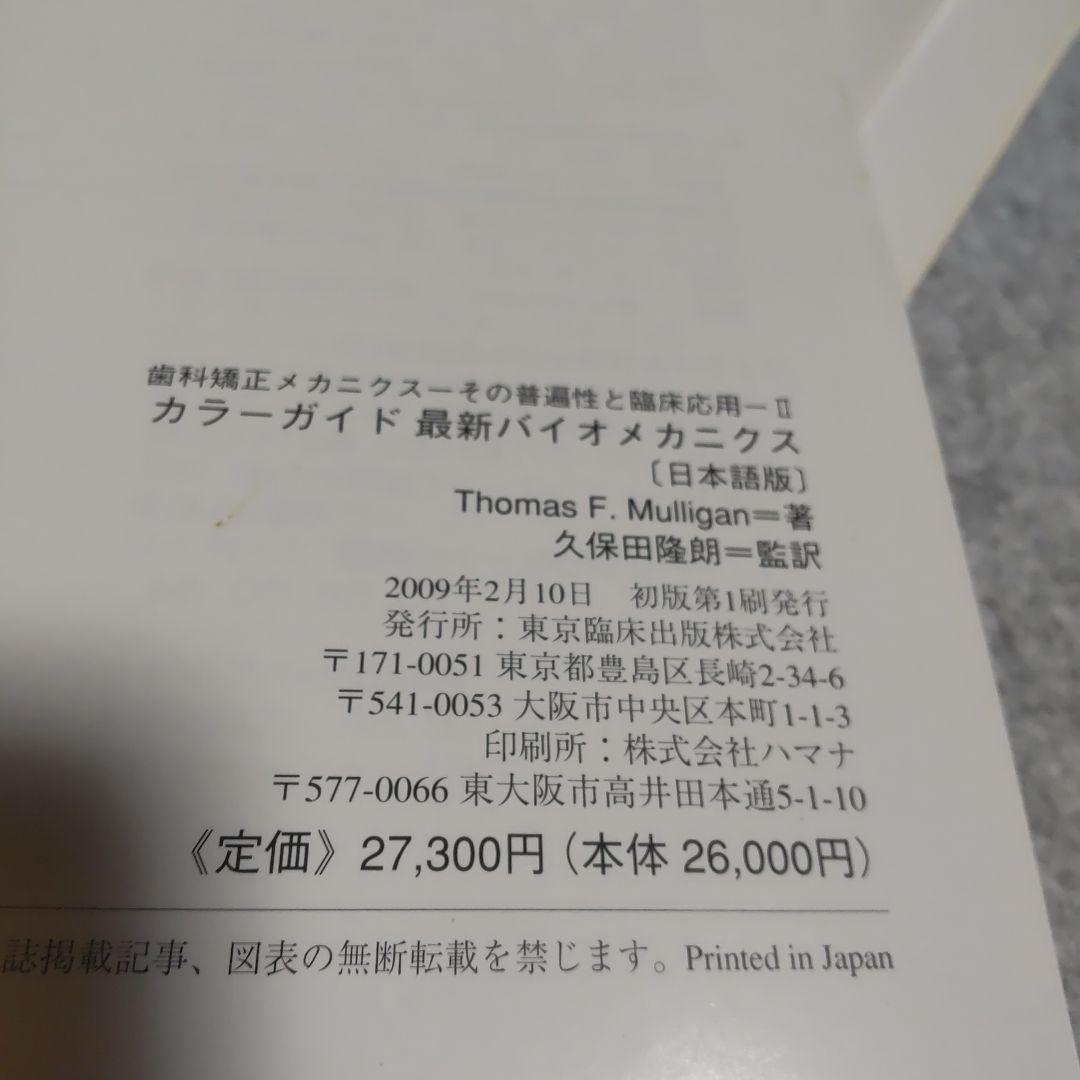 歯科矯正メカニクスーその普遍性と臨床応用ーⅡ
カラーガイド 最新バイオメカニクス
〔日本語版〕
Thomas F. Mulligan＝著
久保田隆朗＝監訳
2009年2月10日　初版第1刷発行
発行所：東京臨床出版株式会社
〒171-0051 東京都豊島区長崎2-34-6
〒541-0053 大阪市中央区本町1-1-3
印刷所：株式会社ハマナ
〒577-0066 東大阪市高井田本通5-1-10
《定価》27,300円（本体 26,000円）
誌掲載記事、図表の無断転載を禁じます。Printed in Japan